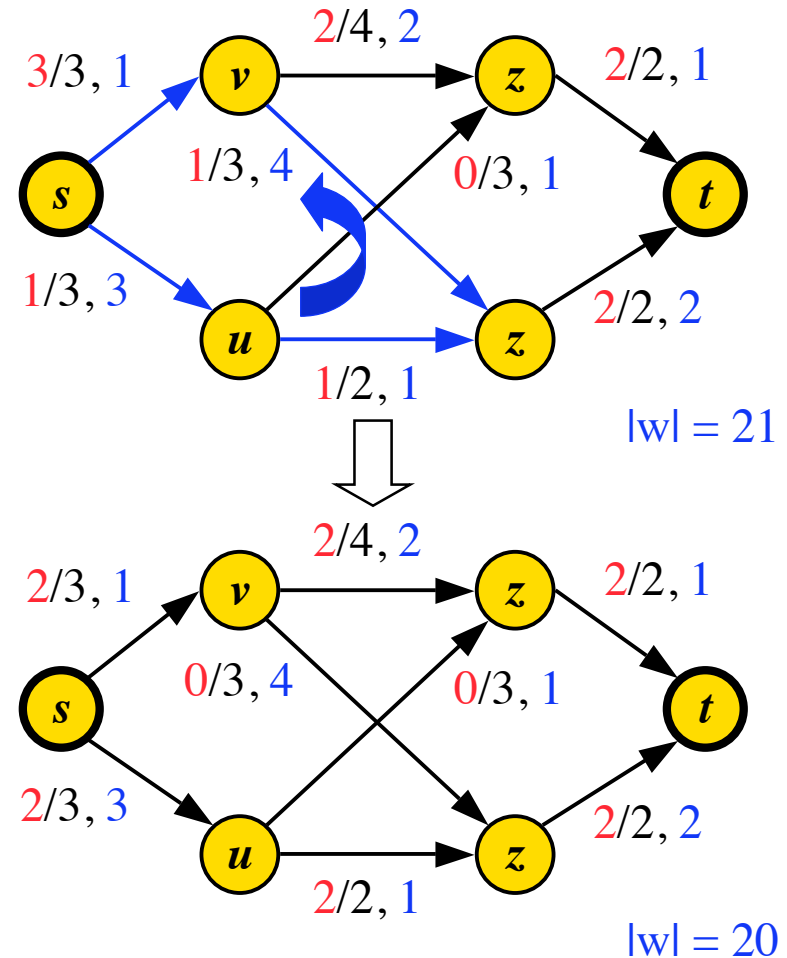 2/4, 2
3/3, 1
v
z
2/2, 1
1/3, 4
0/3, 1
s
t
1/3, 3
u
z
2/2, 2
1/2, 1
|w| = 21
2/4, 2
2/3, 1
v
z
2/2, 1
0/3, 4
0/3, 1
s
t
2/3, 3
u
z
2/2, 2
2/2, 1
|w| = 20